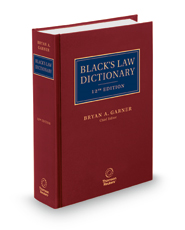 BLACK'S LAW
DICTIONARY
12TH EDITION
BRYAN A. GARNER
BRYAN A.
GARNER
BLACK'S LAW
DICTIONARY